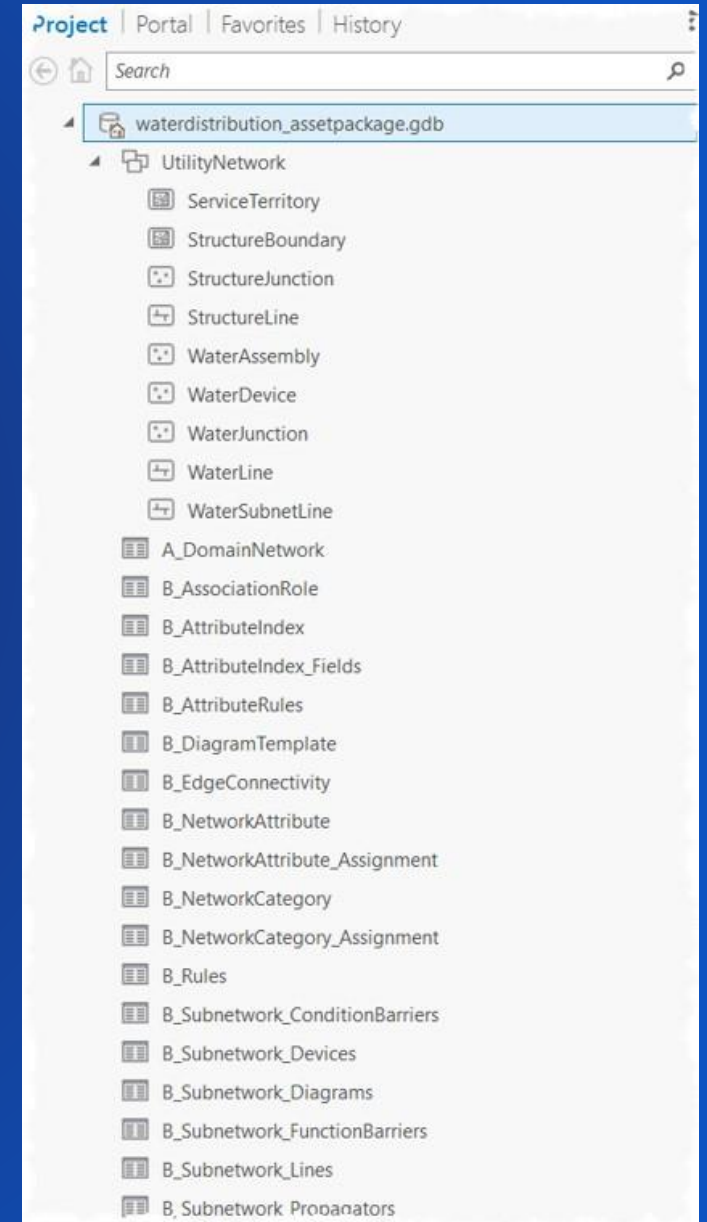 Project | Portal | Favorites | History
Search
waterdistribution_assetpackage.gdb
UtilityNetwork
ServiceTerritory
StructureBoundary
StructureJunction
StructureLine
WaterAssembly
WaterDevice
WaterJunction
WaterLine
WaterSubnetLine
A_DomainNetwork
B_AssociationRole
B_AttributeIndex
B_AttributeIndex_Fields
B_AttributeRules
B_DiagramTemplate
B_EdgeConnectivity
B_NetworkAttribute
B_NetworkAttribute_Assignment
B_NetworkCategory
B_NetworkCategory_Assignment
B_Rules
B_Subnetwork_ConditionBarriers
B_Subnetwork_Devices
B_Subnetwork_Diagrams
B_Subnetwork_FunctionBarriers
B_Subnetwork_Lines
B_Subnetwork_Propagators